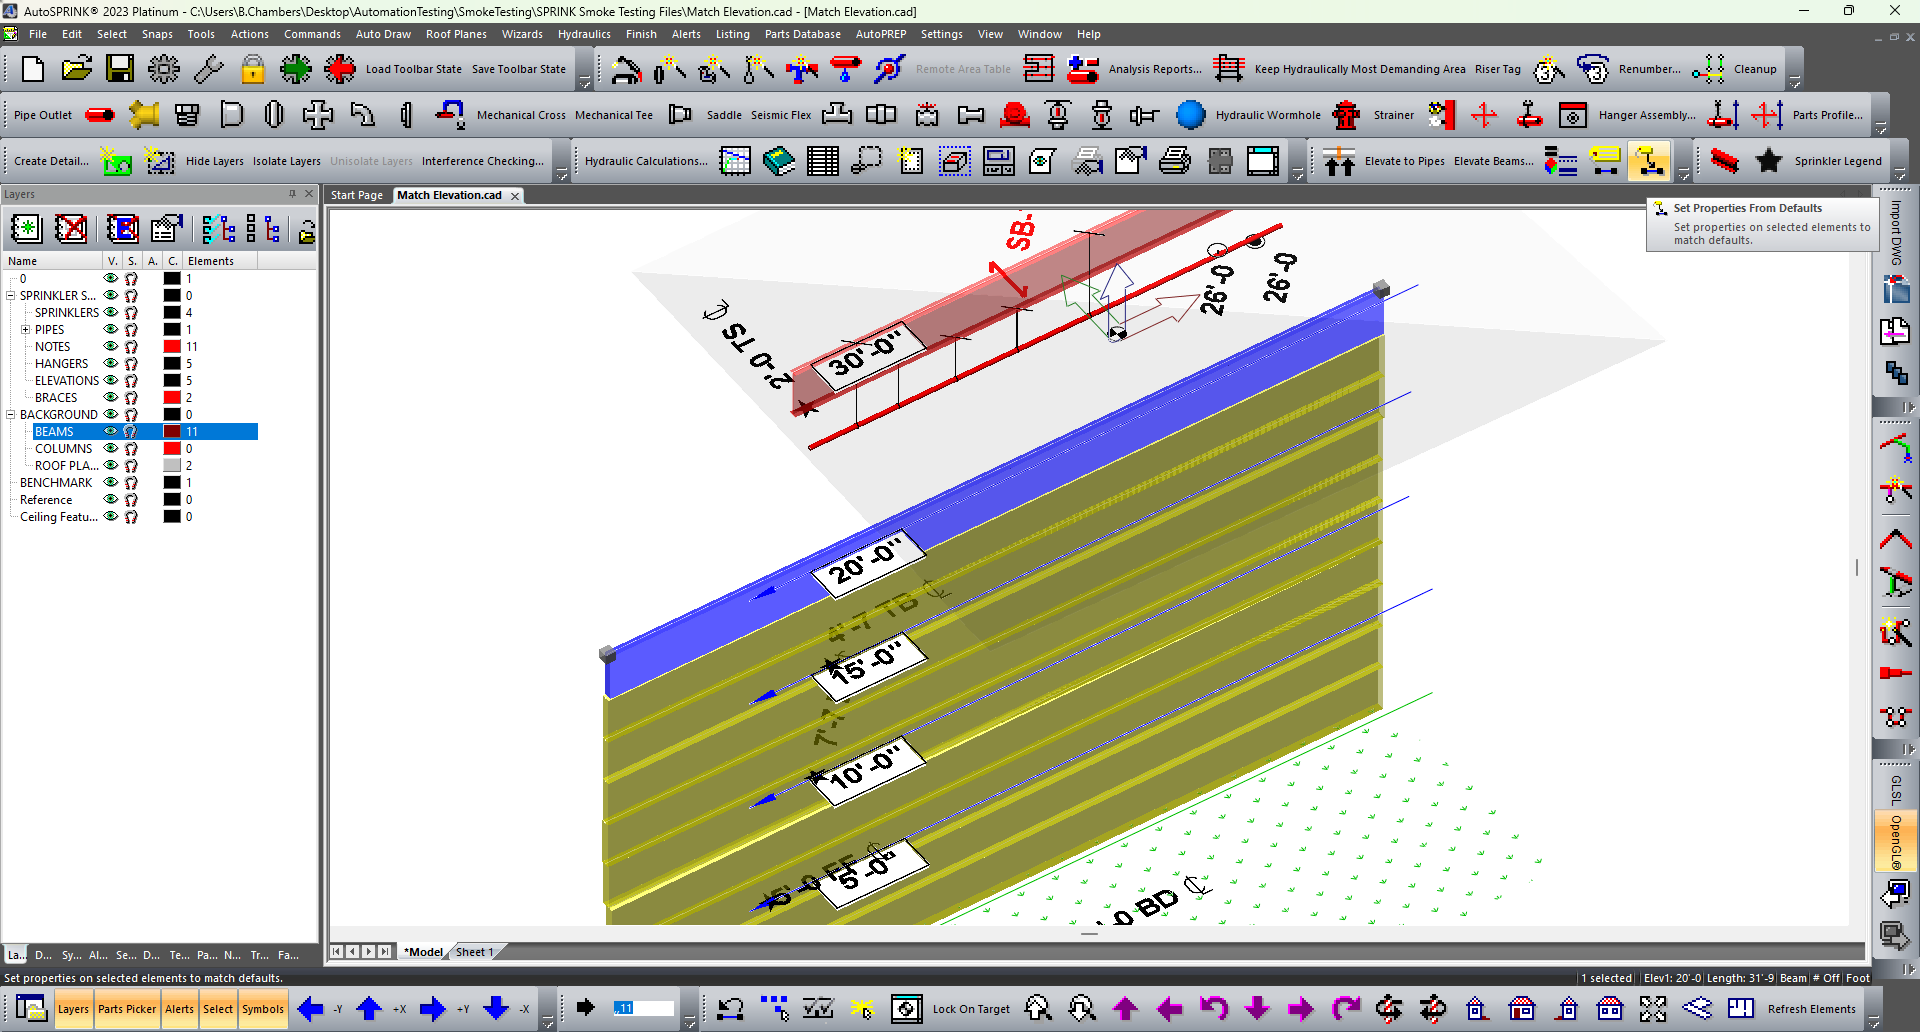 AutoSPRINK® 2023 Platinum - C:\Users\B.Chambers\Desktop\AutomationTesting\SmokeTesting\SPRINK Smoke Testing Files\Match Elevation.cad - [Match Elevation.cad]
File Edit Select Snaps Tools Actions Commands Auto Draw Roof Planes Wizards Hydraulics Finish Alerts Listing Parts Database AutoPREP Settings View Window Help
Load Toolbar State Save Toolbar State Remote Area Table Analysis Reports... Keep Hydraulically Most Demanding Area Riser Tag Renumber... Cleanup
Pipe Outlet Mechanical Cross Mechanical Tee Saddle Seismic Flex Hydraulic Wormhole Strainer Hanger Assembly... Parts Profile...
Create Detail... Hide Layers Isolate Layers Unisolate Layers Interference Checking... Hydraulic Calculations... Elevate to Pipes Elevate Beams... Sprinkler Legend
Layers
Start Page Match Elevation.cad
Set Properties From Defaults
Set properties on selected elements to
match defaults.
Import DWG
Name V. S. A. C. Elements
0 1
SPRINKLER S... 0
SPRINKLERS 4
PIPES 1
NOTES 11
HANGERS 5
ELEVATIONS 5
BRACES 2
BACKGROUND 0
BEAMS 11
COLUMNS 0
ROOF PLA... 2
BENCHMARK 1
Reference 0
Ceiling Featu... 0
SB-
1
26'-0
26'-0
2'-0 TS
30'-0"
20'-0"
4'-7 TB
15'-0"
10'-0"
5'-0 FF
5'-0"
-0 BD
GLSL
OpenGL®
La... D... Sy... Al... Se... D... Te... Pa... N... Tr... Fa...
*Model Sheet 1
Set properties on selected elements to match defaults.
1 selected Elev1: 20'-0 Length: 31'-9 Beam # Off Foot
Layers Parts Picker Alerts Select Symbols -Y +X +Y -X ,,11 Lock On Target Refresh Elements